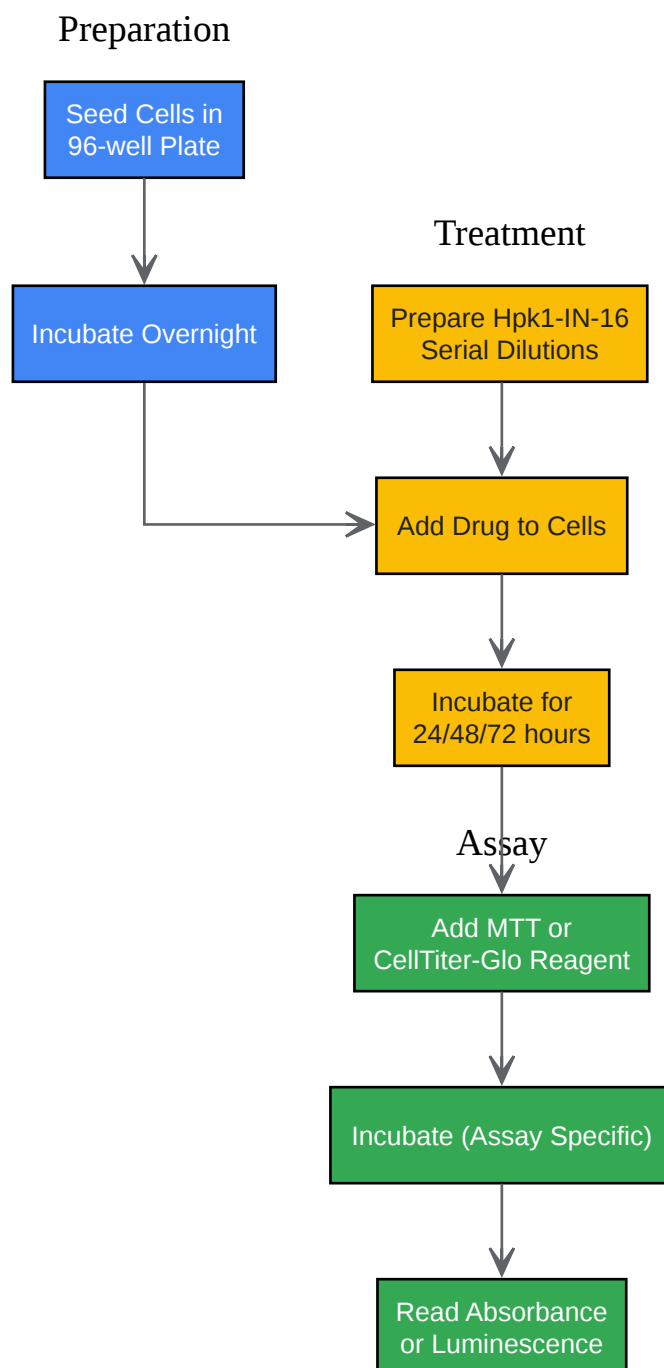 Preparation
Seed Cells in
96-well Plate
Incubate Overnight
Treatment
Prepare Hpk1-IN-16
Serial Dilutions
Add Drug to Cells
Incubate for
24/48/72 hours
Assay
Add MTT or
CellTiter-Glo Reagent
Incubate (Assay Specific)
Read Absorbance
or Luminescence